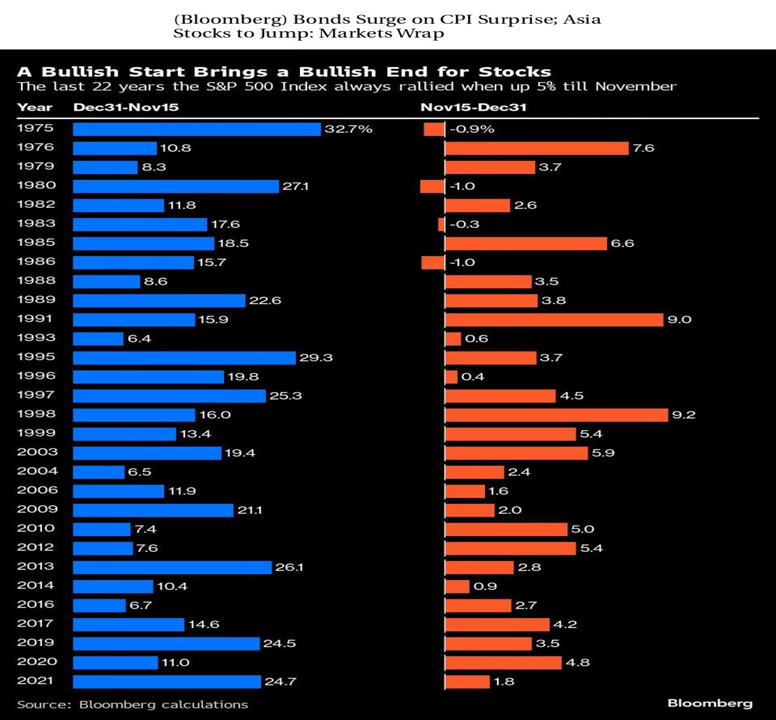 (Bloomberg) Bonds Surge on CPI Surprise; Asia
Stocks to Jump: Markets Wrap
A Bullish Start Brings a Bullish End for Stocks
The last 22 years the S&P 500 Index always rallied when up 5% till November
Year Dec31-Nov15 Nov15-Dec31
1975 32.7% -0.9%
1976 10.8 7.6
1979 8.3 3.7
1980 27.1 -1.0
1982 11.8 2.6
1983 17.6 -0.3
1985 18.5 6.6
1986 15.7 -1.0
1988 8.6 3.5
1989 22.6 3.8
1991 15.9 9.0
1993 6.4 0.6
1995 29.3 3.7
1996 19.8 0.4
1997 25.3 4.5
1998 16.0 9.2
1999 13.4 5.4
2003 19.4 5.9
2004 6.5 2.4
2006 11.9 1.6
2009 21.1 2.0
2010 7.4 5.0
2012 7.6 5.4
2013 26.1 2.8
2014 10.4 0.9
2016 6.7 2.7
2017 14.6 4.2
2019 24.5 3.5
2020 11.0 4.8
2021 24.7 1.8
Source: Bloomberg calculations Bloomberg